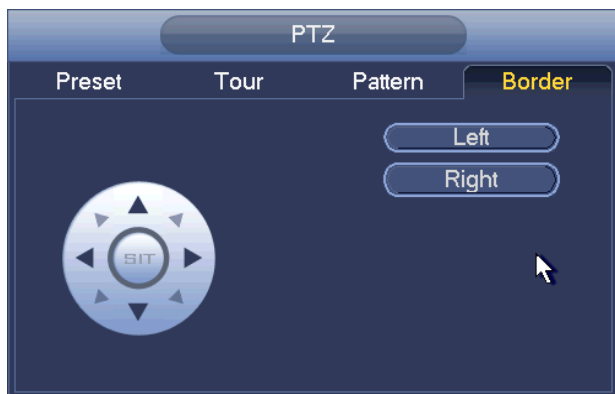 PTZ
Preset Tour Pattern Border
Left
Right
SIT